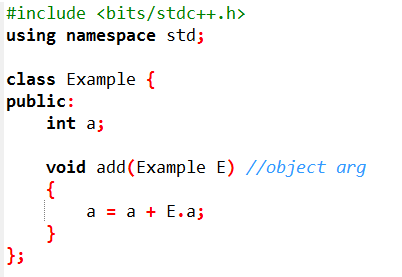 #include <bits/stdc++.h>
using namespace std;

class Example {
public:
    int a;

    void add(Example E) //object arg
    {
        a = a + E.a;
    }
};